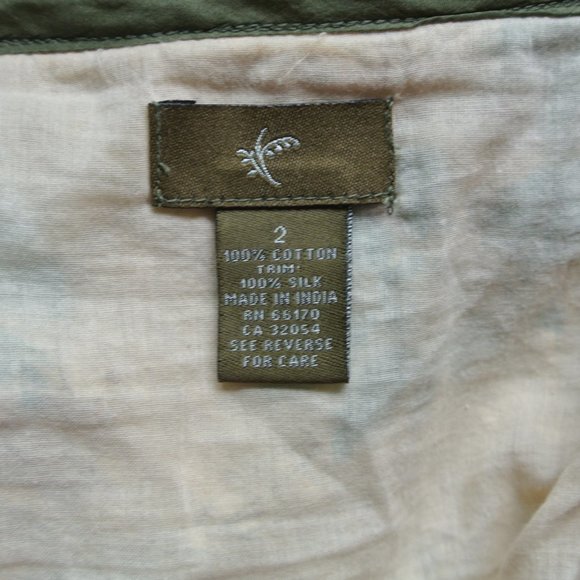 2
100% COTTON
TRIM:
100% SILK
MADE IN INDIA
RN 66170
CA 32054
SEE REVERSE
FOR CARE